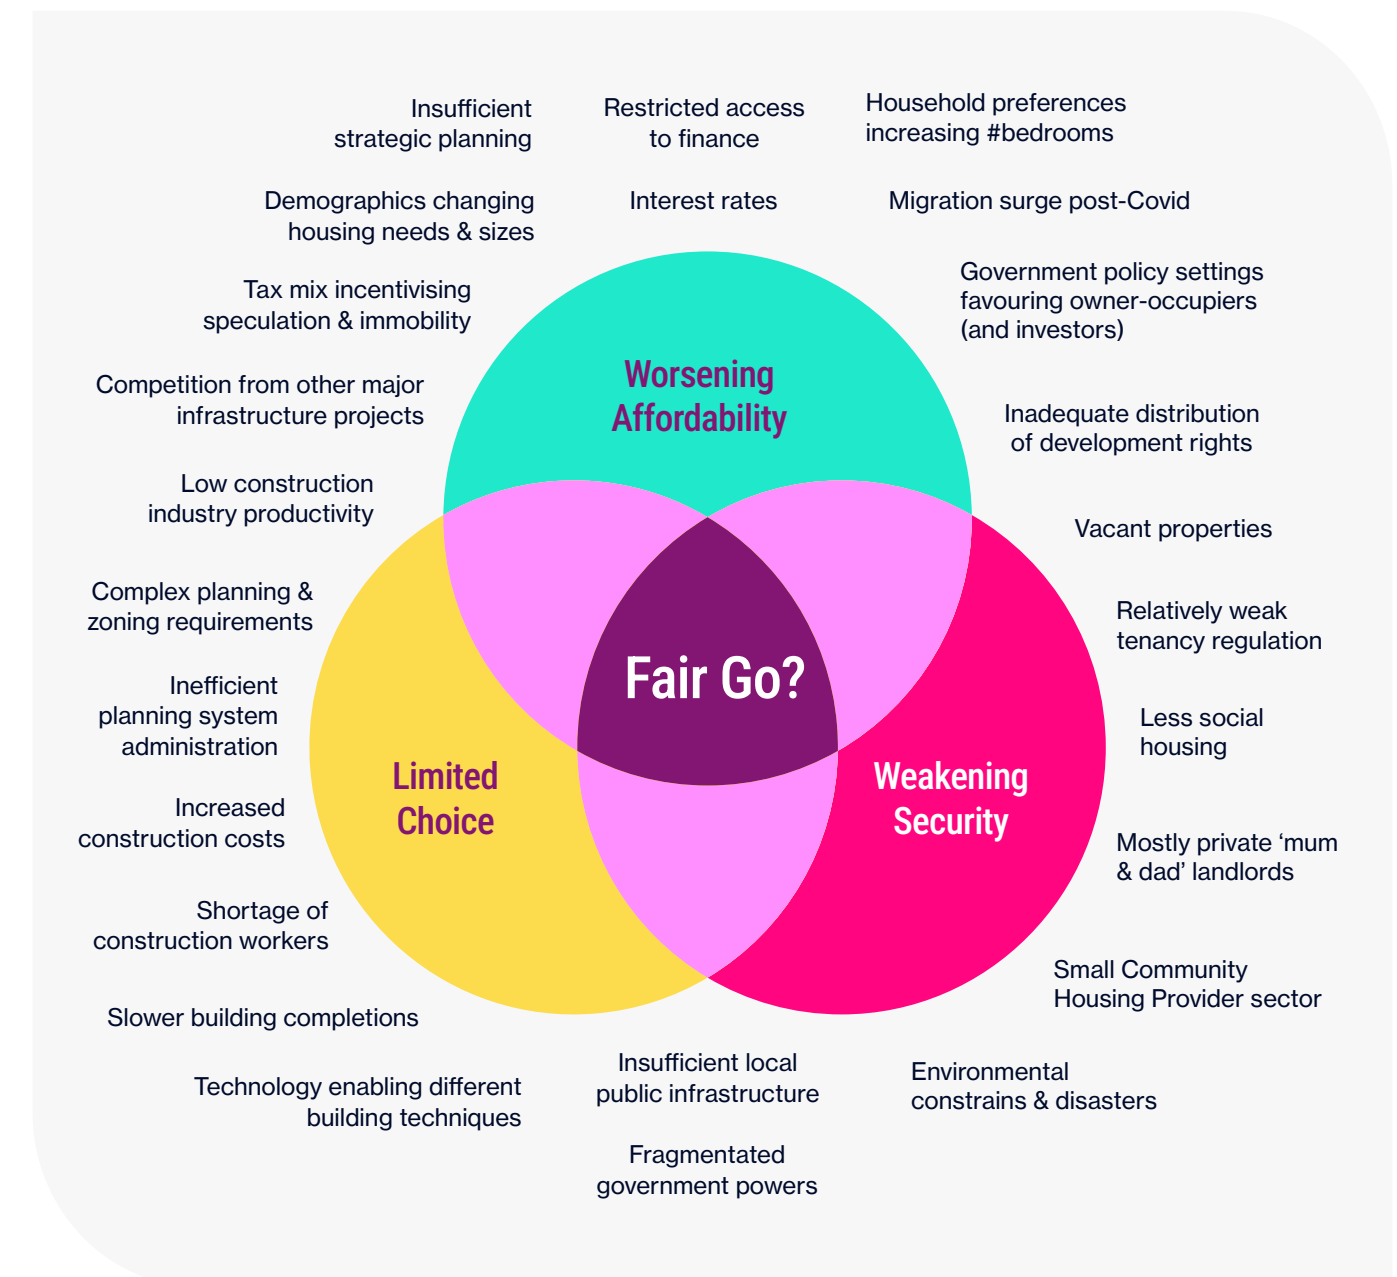 Insufficient
strategic planning
Restricted access
to finance
Household preferences
increasing #bedrooms
Demographics changing
housing needs & sizes
Interest rates
Migration surge post-Covid
Tax mix incentivising
speculation & immobility
Government policy settings
favouring owner-occupiers
(and investors)
Worsening
Affordability
Competition from other major
infrastructure projects
Inadequate distribution
of development rights
Low construction
industry productivity
Vacant properties
Complex planning &
zoning requirements
Relatively weak
tenancy regulation
Fair Go?
Inefficient
planning system
administration
Less social
housing
Limited
Choice
Weakening
Security
Increased
construction costs
Mostly private ‘mum
& dad’ landlords
Shortage of
construction workers
Small Community
Housing Provider sector
Slower building completions
Technology enabling different
building techniques
Insufficient local
public infrastructure
Environmental
constrains & disasters
Fragmentated
government powers